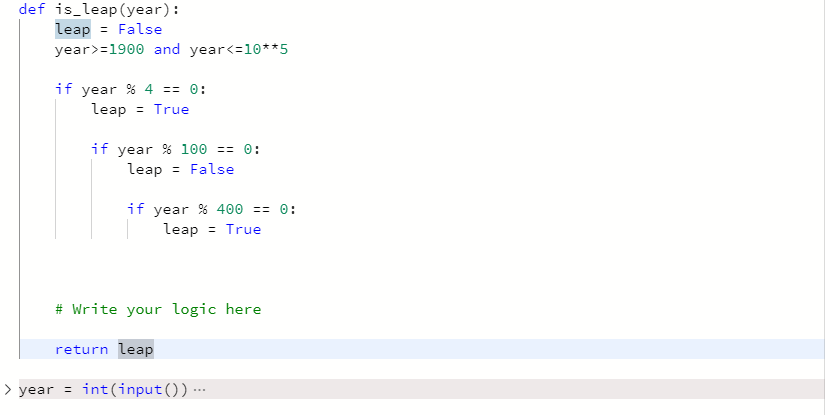 def is_leap(year):
    leap = False
    year>=1900 and year<=10**5
    if year % 4 == 0:
        leap = True
        if year % 100 == 0:
            leap = False
            if year % 400 == 0:
                leap = True
    # Write your logic here
    return leap
year = int(input())···